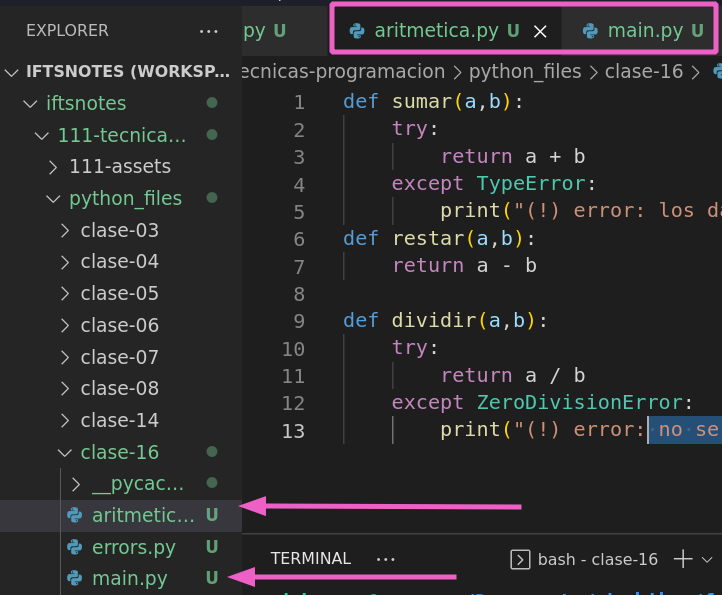 EXPLORER ...
IFTSNOTES (WORKSP...
iftsnotes
111-tecnica...
111-assets
python_files
clase-03
clase-04
clase-05
clase-06
clase-07
clase-08
clase-14
clase-16
__pycac...
aritmetic... U
errors.py U
main.py U
py U aritmetica.py U × main.py U
ecnicas-programacion > python_files > clase-16 >
1 def sumar(a,b):
2 try:
3 return a + b
4 except TypeError:
5 print("(!) error: los da
6 def restar(a,b):
7 return a - b
8
9 def dividir(a,b):
10 try:
11 return a / b
12 except ZeroDivisionError:
13 print("(!) error: no se
TERMINAL ... bash - clase-16